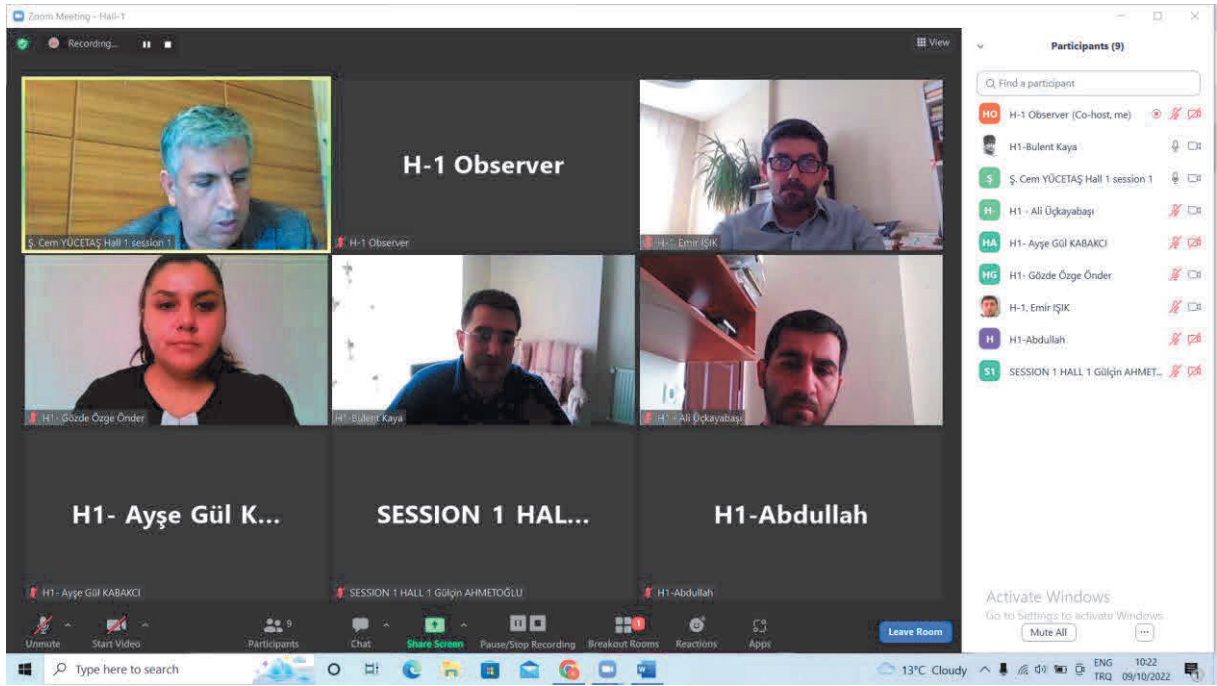 Zoom Meeting - Hall-1
Recording...
View
Participants (9)
Find a participant
H-1 Observer (Co-host, me)
H1-Bulent Kaya
Ş
Ş. Cem YÜCETAŞ Hall 1 session 1
H-
H1 - Ali Üçkayabaşı
HA
H1- Ayşe Gül KABAKCI
HG
H1- Gözde Özge Önder
H-1, Emir IŞIK
H
H1-Abdullah
S1
SESSION 1 HALL 1 Gülçin AHMET...
HO
Ş. Cem YÜCETAŞ Hall 1 session 1
H-1 Observer
H-1 Observer
H-1, Emir IŞIK
H1- Gözde Özge Önder
H1-Bulent Kaya
H1 - Ali Üçkayabaşı
H1- Ayşe Gül K...
SESSION 1 HAL...
H1-Abdullah
H1- Ayşe Gül KABAKCI
SESSION 1 HALL 1 Gülçin AHMETOĞLU
H1-Abdullah
Unmute
Start Video
9
Participants
Chat
Share Screen
Pause/Stop Recording
1
Breakout Rooms
Reactions
Apps
Leave Room
Activate Windows
Go to Settings to activate Windows.
Mute All
Type here to search
13°C Cloudy
ENG
TRQ
10:22
09/10/2022